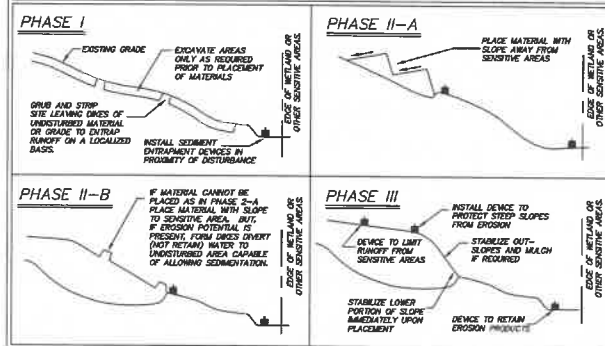 PHASE I
EXISTING GRADE
EXCAVATE AREAS
ONLY AS REQUIRED
PRIOR TO PLACEMENT
OF MATERIALS
GRUB AND STRIP
SITE LEAVING DIKES OF
UNDISTURBED MATERIAL
OR GRADE TO ENTRAP
RUNOFF ON A LOCALIZED
BASIS.
INSTALL SEDIMENT
ENTRAPMENT DEVICES IN
PROXIMITY OF DISTURBANCE
EDGE OF WETLAND OR
OTHER SENSITIVE AREAS.
PHASE II-A
PLACE MATERIAL WITH
SLOPE AWAY FROM
SENSITIVE AREAS
EDGE OF WETLAND OR
OTHER SENSITIVE AREAS.
PHASE II-B
IF MATERIAL CANNOT BE
PLACED AS IN PHASE 2-A
PLACE MATERIAL WITH SLOPE
TO SENSITIVE AREA. BUT,
IF EROSION POTENTIAL IS
PRESENT, FORM DIKES DIVERT
(NOT RETAIN) WATER TO
UNDISTURBED AREA CAPABLE
OF ALLOWING SEDIMENTATION.
EDGE OF WETLAND OR
OTHER SENSITIVE AREAS.
PHASE III
INSTALL DEVICE TO
PROTECT STEEP SLOPES
FROM EROSION
DEVICE TO LIMIT
RUNOFF FROM
SENSITIVE AREAS
STABILIZE OUT-
SLOPES AND MULCH
IF REQUIRED
STABILIZE LOWER
PORTION OF SLOPE
IMMEDIATELY UPON
PLACEMENT
DEVICE TO RETAIN
EROSION PRODUCTS
EDGE OF WETLAND OR
OTHER SENSITIVE AREAS.